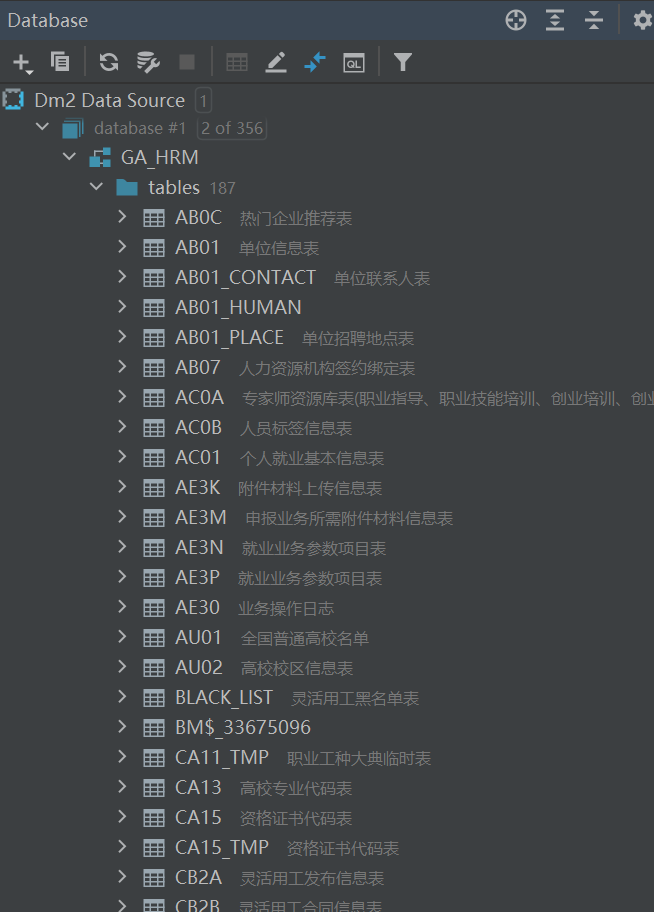 Database
QL
Dm2 Data Source 1
database #1 2 of 356
GA_HRM
tables 187
AB0C 热门企业推荐表
AB01 单位信息表
AB01_CONTACT 单位联系人表
AB01_HUMAN
AB01_PLACE 单位招聘地点表
AB07 人力资源机构签约绑定表
AC0A 专家师资源库表(职业指导、职业技能培训、创业培训、创业
AC0B 人员标签信息表
AC01 个人就业基本信息表
AE3K 附件材料上传信息表
AE3M 申报业务所需附件材料信息表
AE3N 就业业务参数项目表
AE3P 就业业务参数项目表
AE30 业务操作日志
AU01 全国普通高校名单
AU02 高校校区信息表
BLACK_LIST 灵活用工黑名单表
BM$_33675096
CA11_TMP 职业工种大典临时表
CA13 高校专业代码表
CA15 资格证书代码表
CA15_TMP 资格证书代码表
CB2A 灵活用工发布信息表
CB2B 灵活用工合同信息表